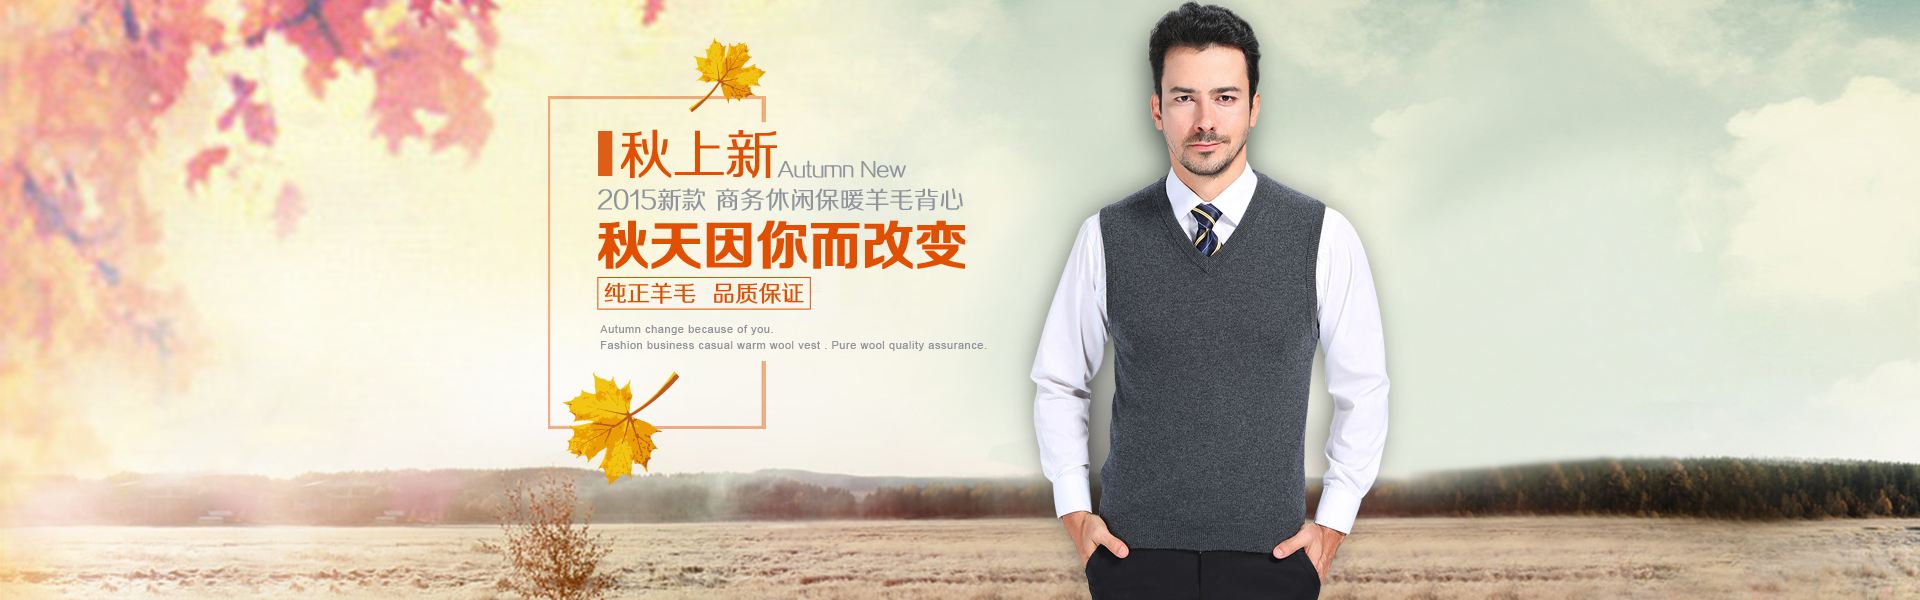 秋上新 Autumn New
2015新款 商务休闲保暖羊毛背心
秋天因你而改变
纯正羊毛 品质保证
Autumn change because of you.
Fashion business casual warm wool vest . Pure wool quality assurance.